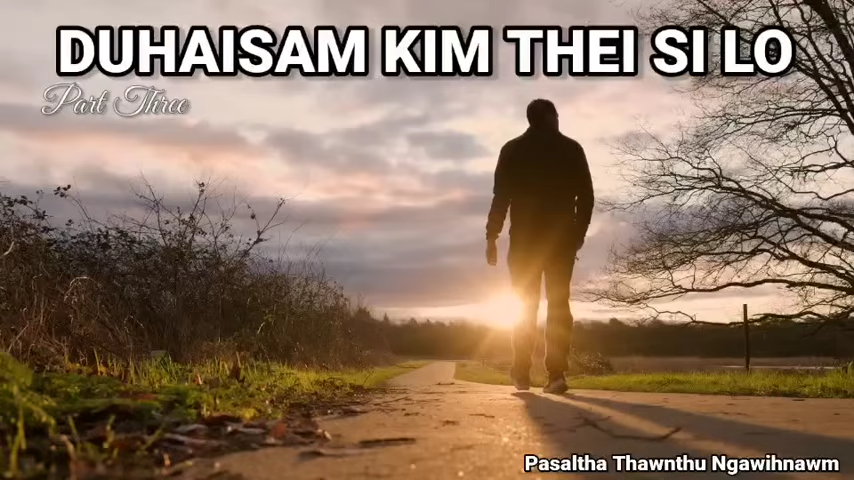 DUHAISAM KIM THEI SI LO
Part Three
Pasaltha Thawnthu Ngawihnawm